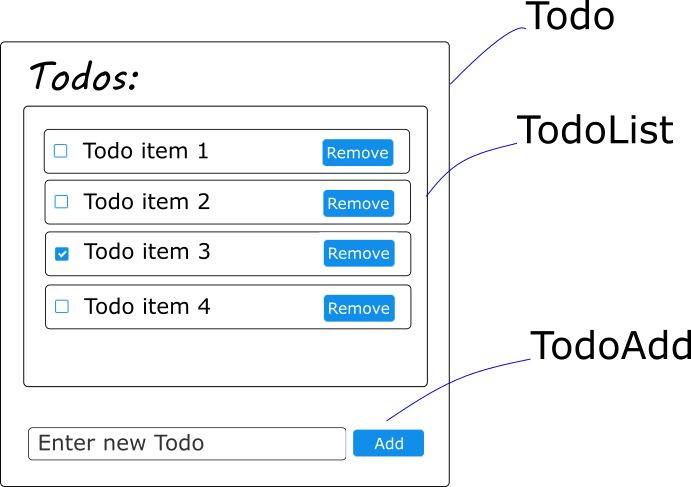 Todo
Todos:
TodoList
Todo item 1 Remove
Todo item 2 Remove
Todo item 3 Remove
Todo item 4 Remove
TodoAdd
Enter new Todo Add